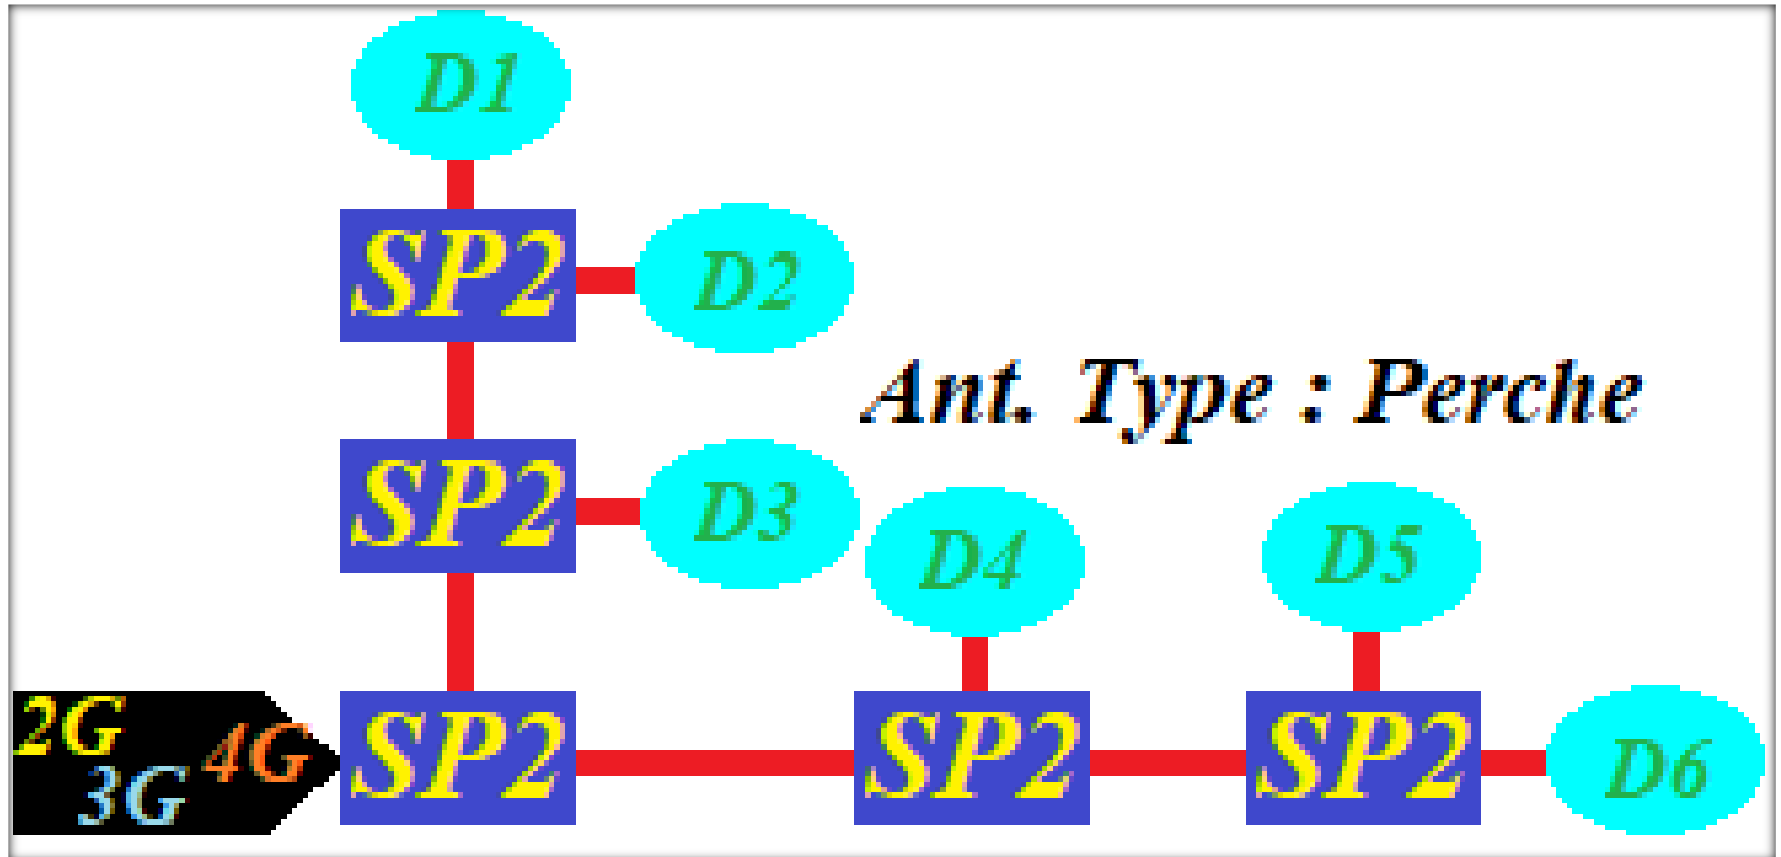 D1
SP2
D2
Ant. Type : Perche
SP2
D3
D4
D5
2G
3G
4G
SP2
SP2
SP2
D6